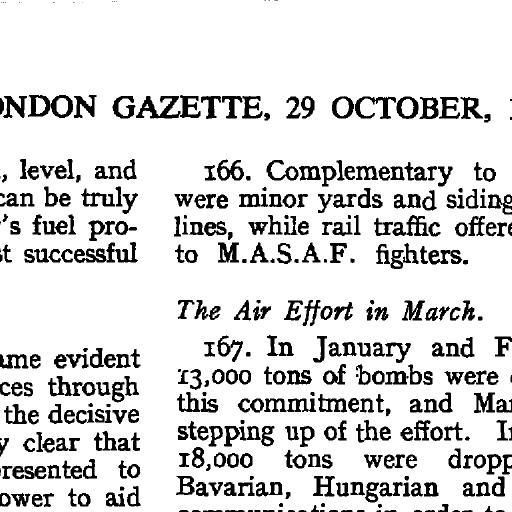 ONDON GAZETTE, 29 OCTOBER,
, level, and
can be truly
's fuel pro-
st successful
ame evident
ces through
the decisive
y clear that
resented to
ower to aid
166. Complementary to
were minor yards and siding
lines, while rail traffic offere
to M.A.S.A.F. fighters.
The Air Effort in March.
167. In January and F
13,000 tons of bombs were
this commitment, and Mar
stepping up of the effort. I
18,000 tons were dropp
Bavarian, Hungarian and
communications in order to